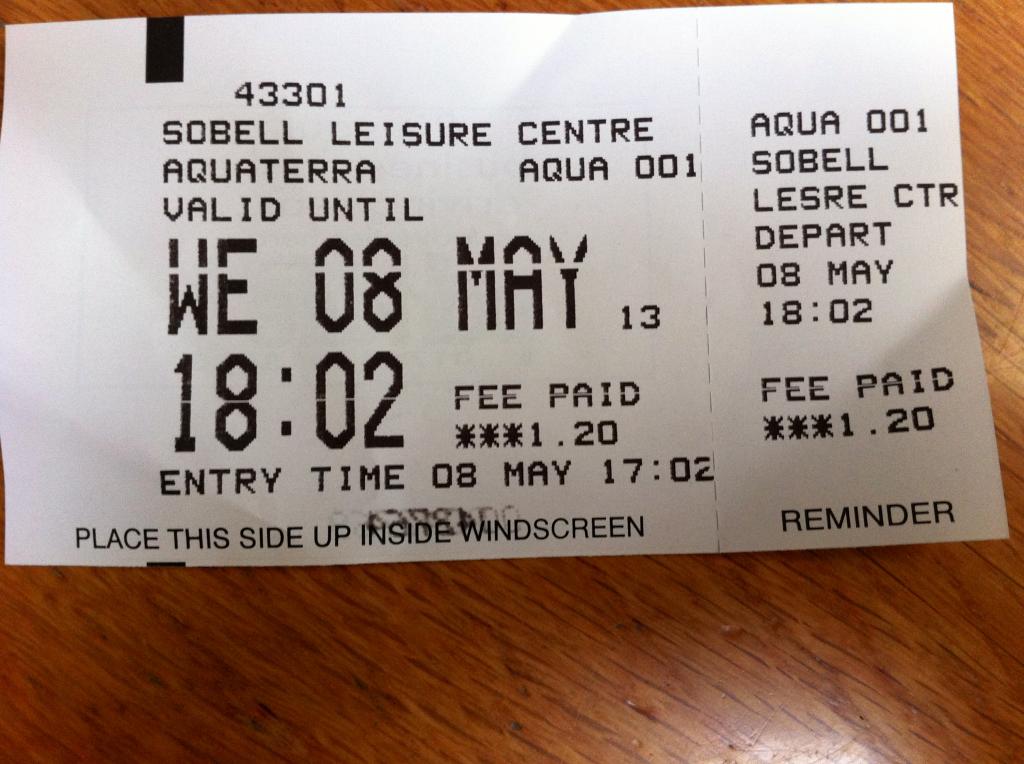 43301
SOBELL LEISURE CENTRE
AQUATERRA AQUA 001
VALID UNTIL
WE 08 MAY 13
18:02 FEE PAID
***1.20
ENTRY TIME 08 MAY 17:02
PLACE THIS SIDE UP INSIDE WINDSCREEN
AQUA 001
SOBELL
LESRE CTR
DEPART
08 MAY
18:02
FEE PAID
***1.20
REMINDER